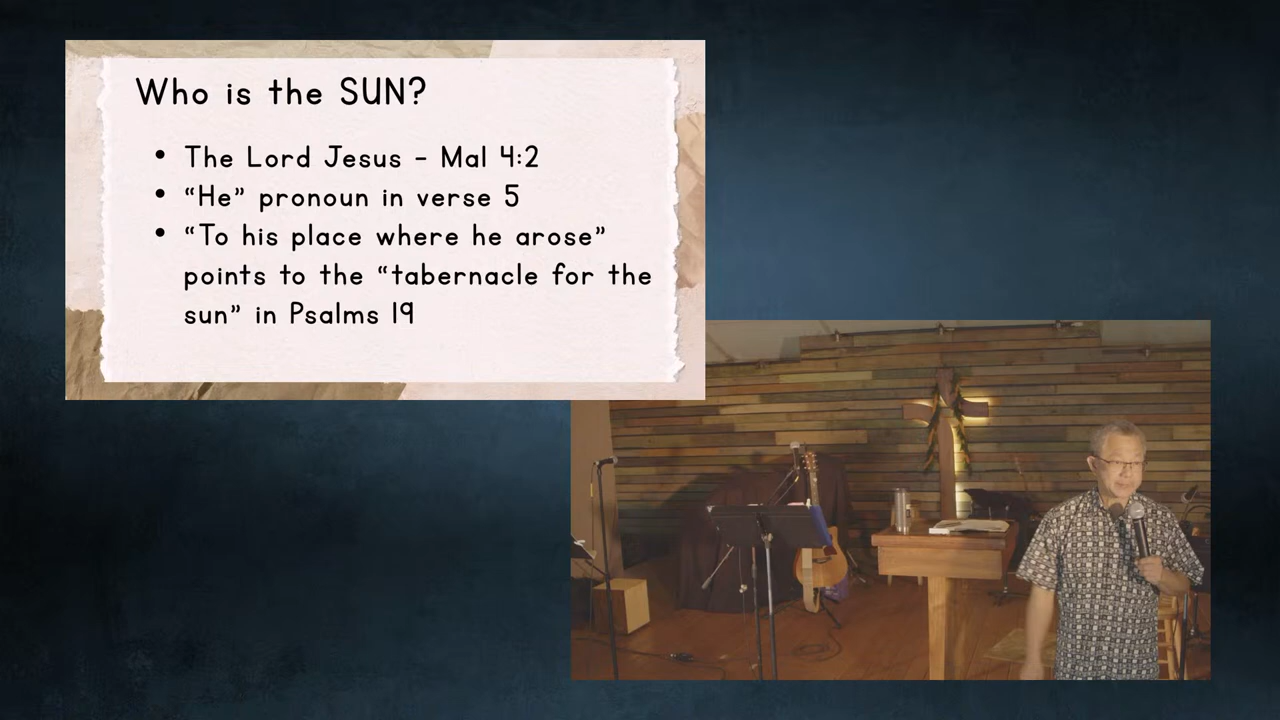 Who is the SUN?
• The Lord Jesus - Mal 4:2
• “He” pronoun in verse 5
• “To his place where he arose”
points to the “tabernacle for the
sun” in Psalms 19